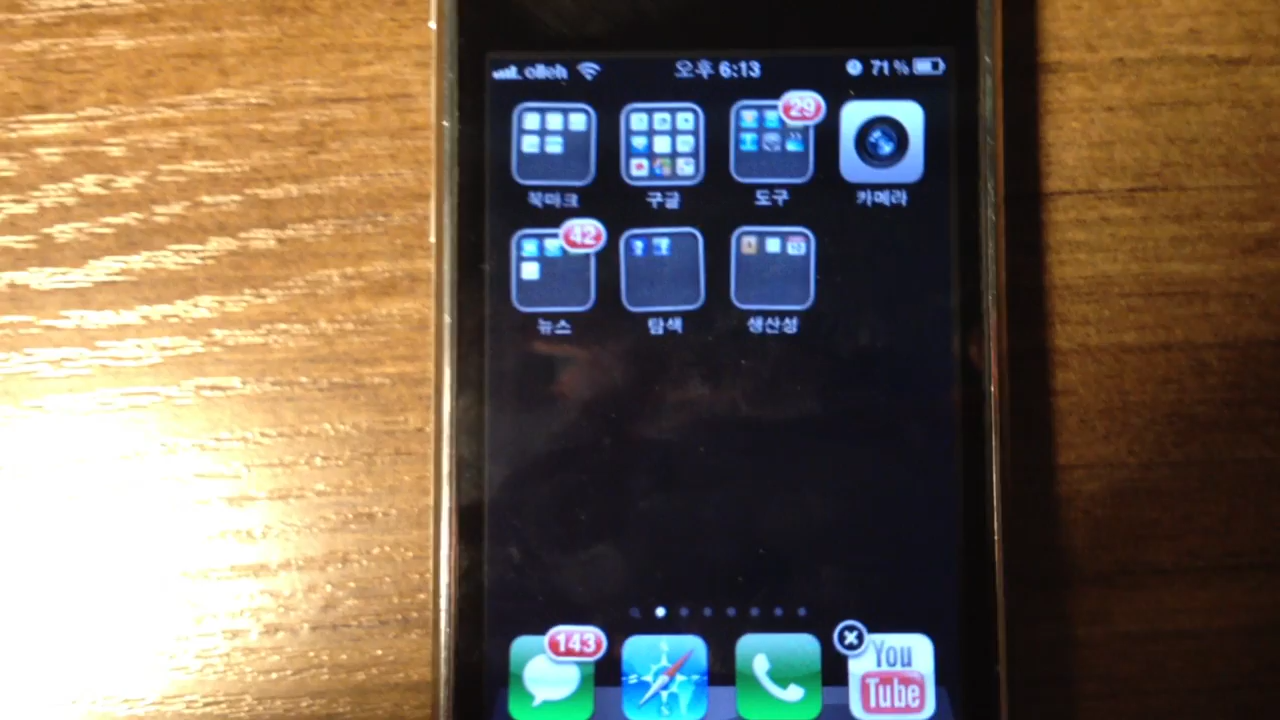 olleh 오후 6:13 71%
29
북마크 구글 도구 카메라
42
뉴스 탐색 생산성
143
You
Tube